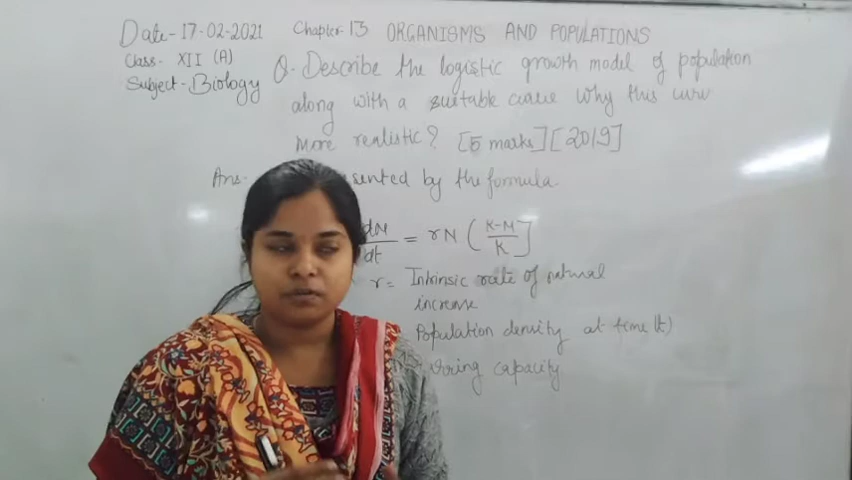 Date-17-02-2021 Chapter-13 ORGANISMS AND POPULATIONS
Class- XII (A)
Subject-Biology
Q. Describe the logistic growth model of population
along with a suitable curve why this curv
more realistic? [5 marks][2019]
Ans- sented by the formula
dN/dt = rN (K-N/K]
r= Intrinsic rate of natural
increase
Population density at time (t)
rring capacity